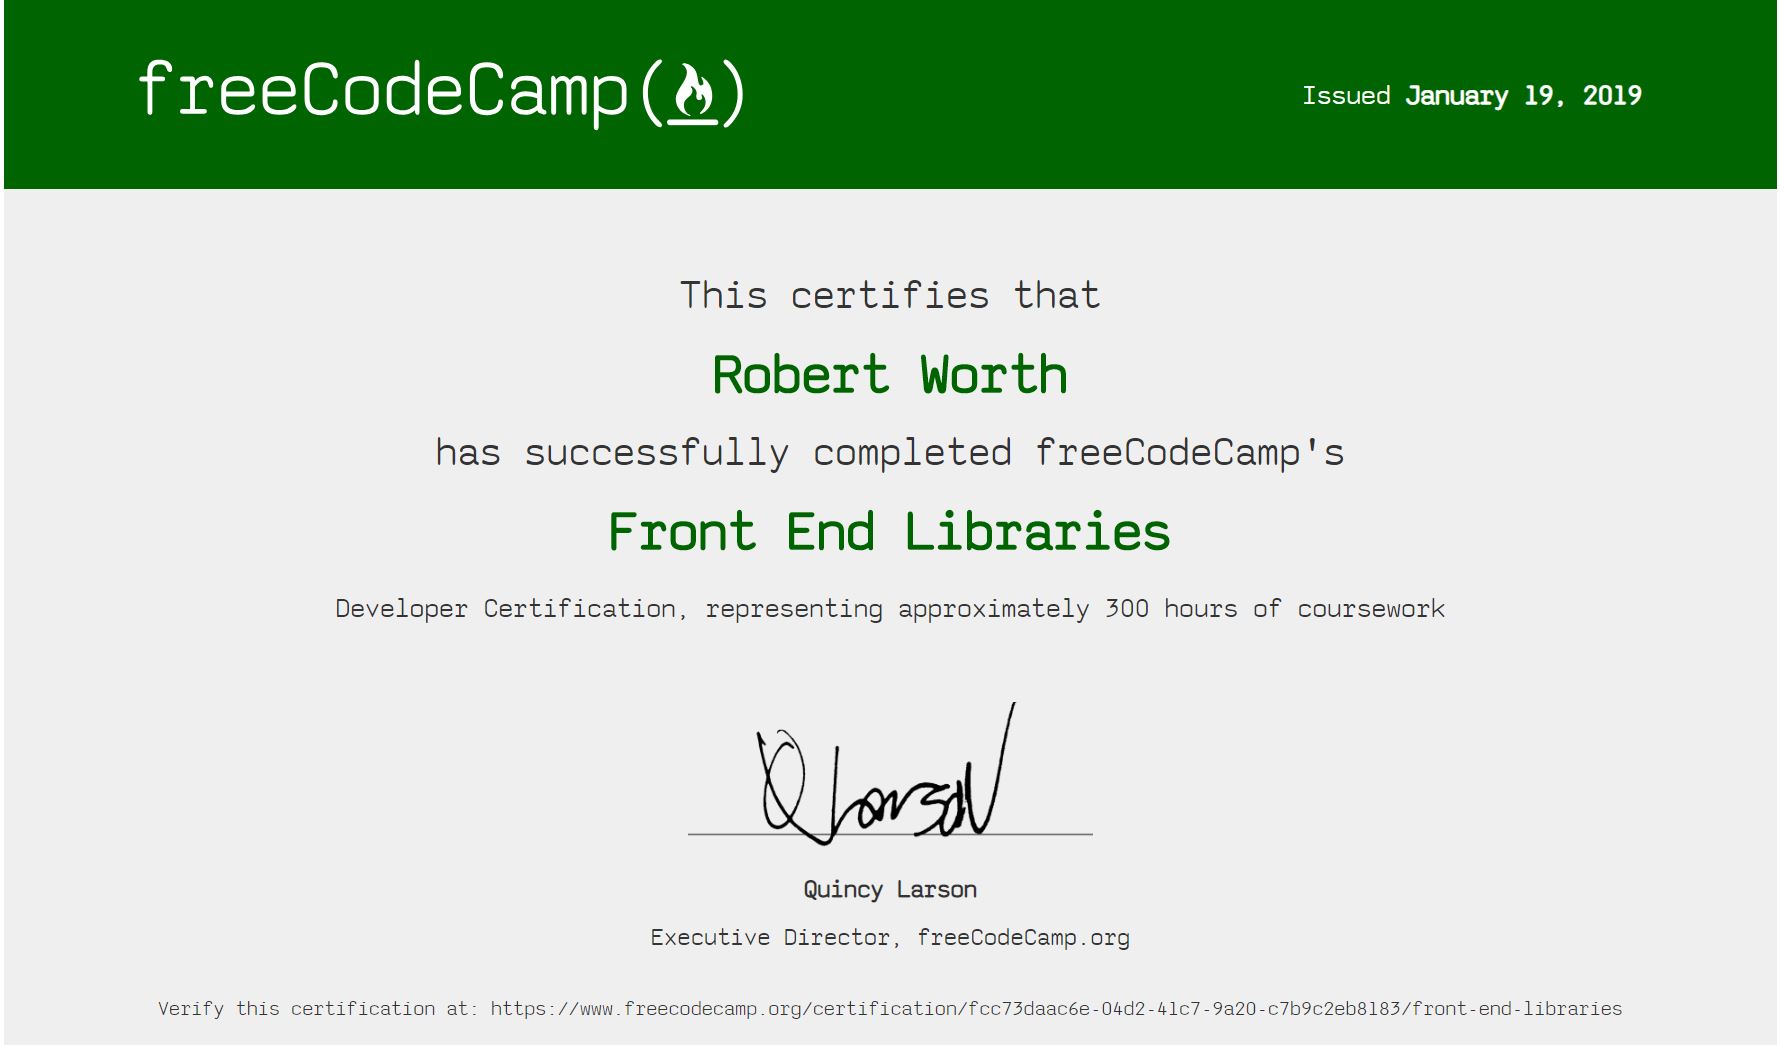 freeCodeCamp(🔥)
Issued January 19, 2019
This certifies that
Robert Worth
has successfully completed freeCodeCamp's
Front End Libraries
Developer Certification, representing approximately 300 hours of coursework
Q Larson
Quincy Larson
Executive Director, freeCodeCamp.org
Verify this certification at: https://www.freecodecamp.org/certification/fcc73daac6e-04d2-41c7-9a20-c7b9c2eb8183/front-end-libraries